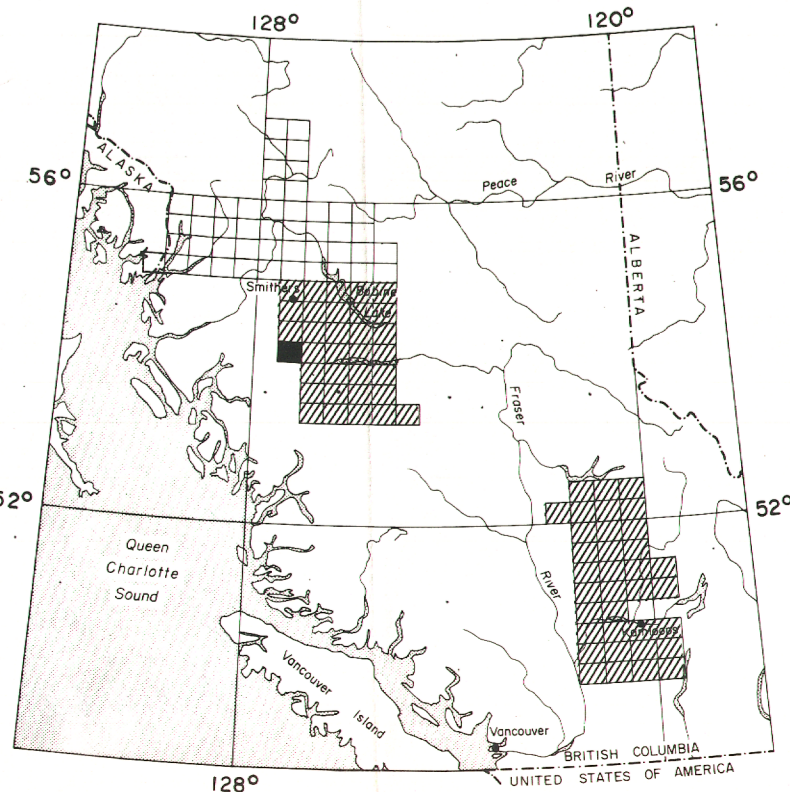 128°
120°
ALASKA
56°
Peace
River
56°
ALBERTA
Smithers
Babine
Lake
Fraser
52°
52°
Queen
Charlotte
Sound
River
Kamloops
Vancouver
Island
Vancouver
BRITISH COLUMBIA
UNITED STATES OF AMERICA
128°